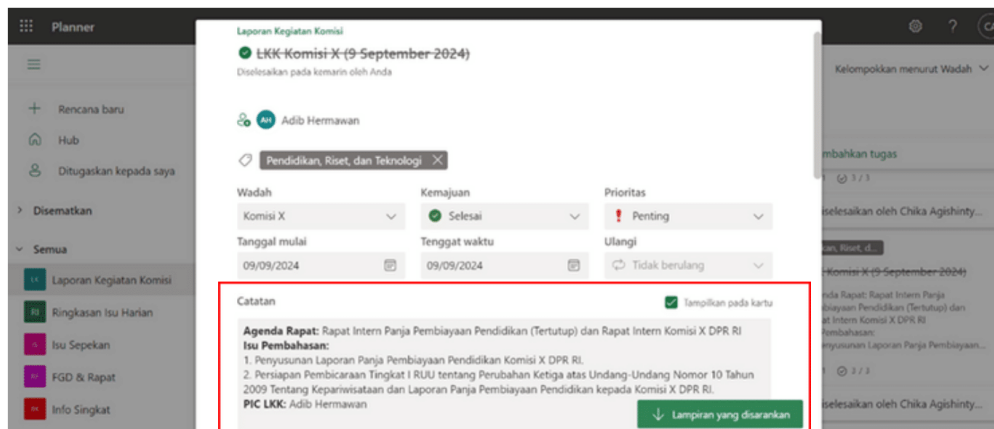 Planner
Rencana baru
Hub
Ditugaskan kepada saya
Disematkan
Semua
LK Laporan Kegiatan Komisi
RI Ringkasan Isu Harian
Isu Sepekan
FGD & Rapat
Info Singkat
Laporan Kegiatan Komisi
LKK Komisi X (9 September 2024)
Diselesaikan pada kemarin oleh Anda
AH Adib Hermawan
Pendidikan, Riset, dan Teknologi
Wadah Kemajuan Prioritas
Komisi X Selesai Penting
Tanggal mulai Tenggat waktu Ulangi
09/09/2024 09/09/2024 Tidak berulang
Catatan Tampilkan pada kartu
Agenda Rapat: Rapat Intern Panja Pembiayaan Pendidikan (Tertutup) dan Rapat Intern Komisi X DPR RI
Isu Pembahasan:
1. Penyusunan Laporan Panja Pembiayaan Pendidikan Komisi X DPR RI.
2. Persiapan Pembicaraan Tingkat I RUU tentang Perubahan Ketiga atas Undang-Undang Nomor 10 Tahun
2009 Tentang Kepariwisataan dan Laporan Panja Pembiayaan Pendidikan kepada Komisi X DPR RI.
PIC LKK: Adib Hermawan
Lampiran yang disarankan
?
CA
Kelompokkan menurut Wadah
mbahkan tugas
3 / 3
iselesaikan oleh Chika Agishinty...
kan, Riset, d...
Komisi X (9 September 2024)
nda Rapat: Rapat Intern Panja
biayaan Pendidikan (Tertutup) dan
at Intern Komisi X DPR RI
Pembahasan:
enyusunan Laporan Panja Pembiayaan...
3 / 3
iselesaikan oleh Chika Agishinty...